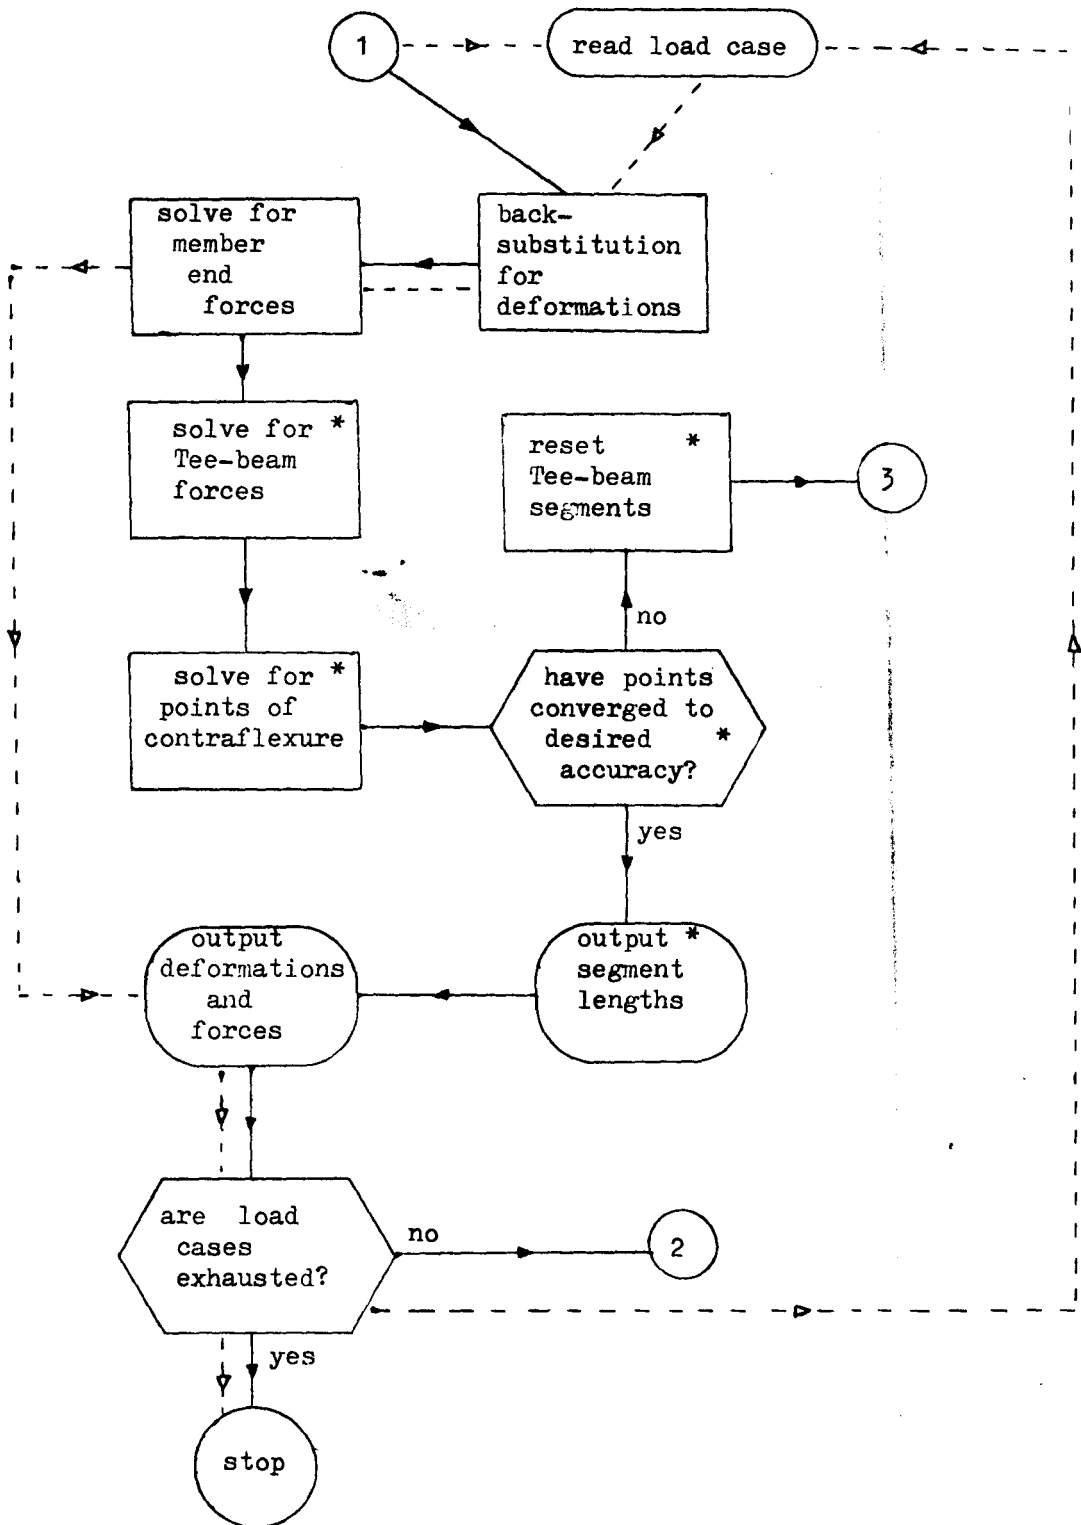 1
read load case
solve for
member
end
forces
back-
substitution
for
deformations
solve for *
Tee-beam
forces
reset *
Tee-beam
segments
3
no
solve for *
points of
contraflexure
have points
converged to
desired *
accuracy?
yes
output
deformations
and
forces
output *
segment
lengths
are load
cases
exhausted?
no
2
yes
stop